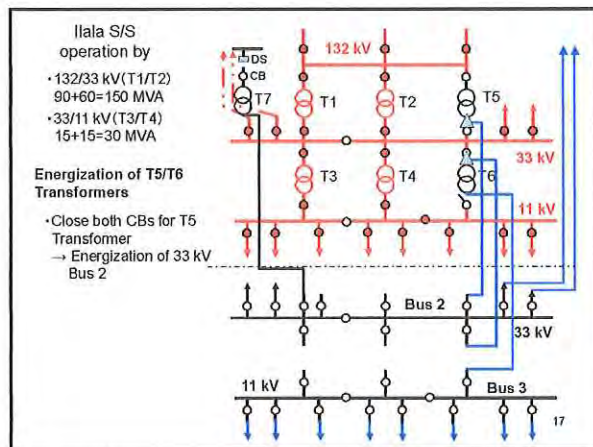 Ilala S/S
operation by
・132/33 kV(T1/T2)
90+60=150 MVA
・33/11 kV(T3/T4)
15+15=30 MVA
Energization of T5/T6
Transformers
・Close both CBs for T5
Transformer
→ Energization of 33 kV
Bus 2
DS
CB
132 kV
T7
T1
T2
T5
33 kV
T3
T4
T6
11 kV
Bus 2
33 kV
11 kV
Bus 3
17